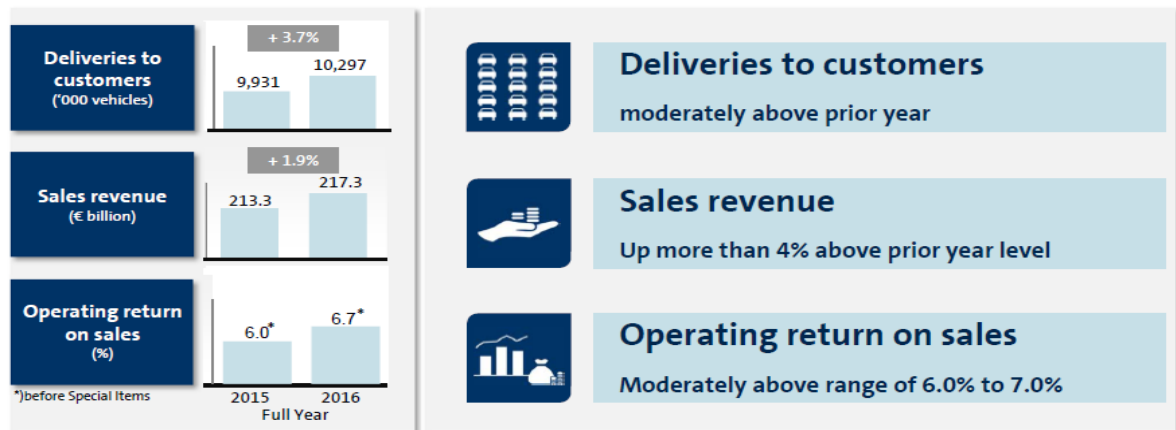 Deliveries to
customers
('000 vehicles)
+ 3.7%
9,931
10,297
Sales revenue
(€ billion)
+ 1.9%
213.3
217.3
Operating return
on sales
(%)
6.0*
6.7*
*)before Special Items
2015
2016
Full Year
Deliveries to customers
moderately above prior year
Sales revenue
Up more than 4% above prior year level
Operating return on sales
Moderately above range of 6.0% to 7.0%